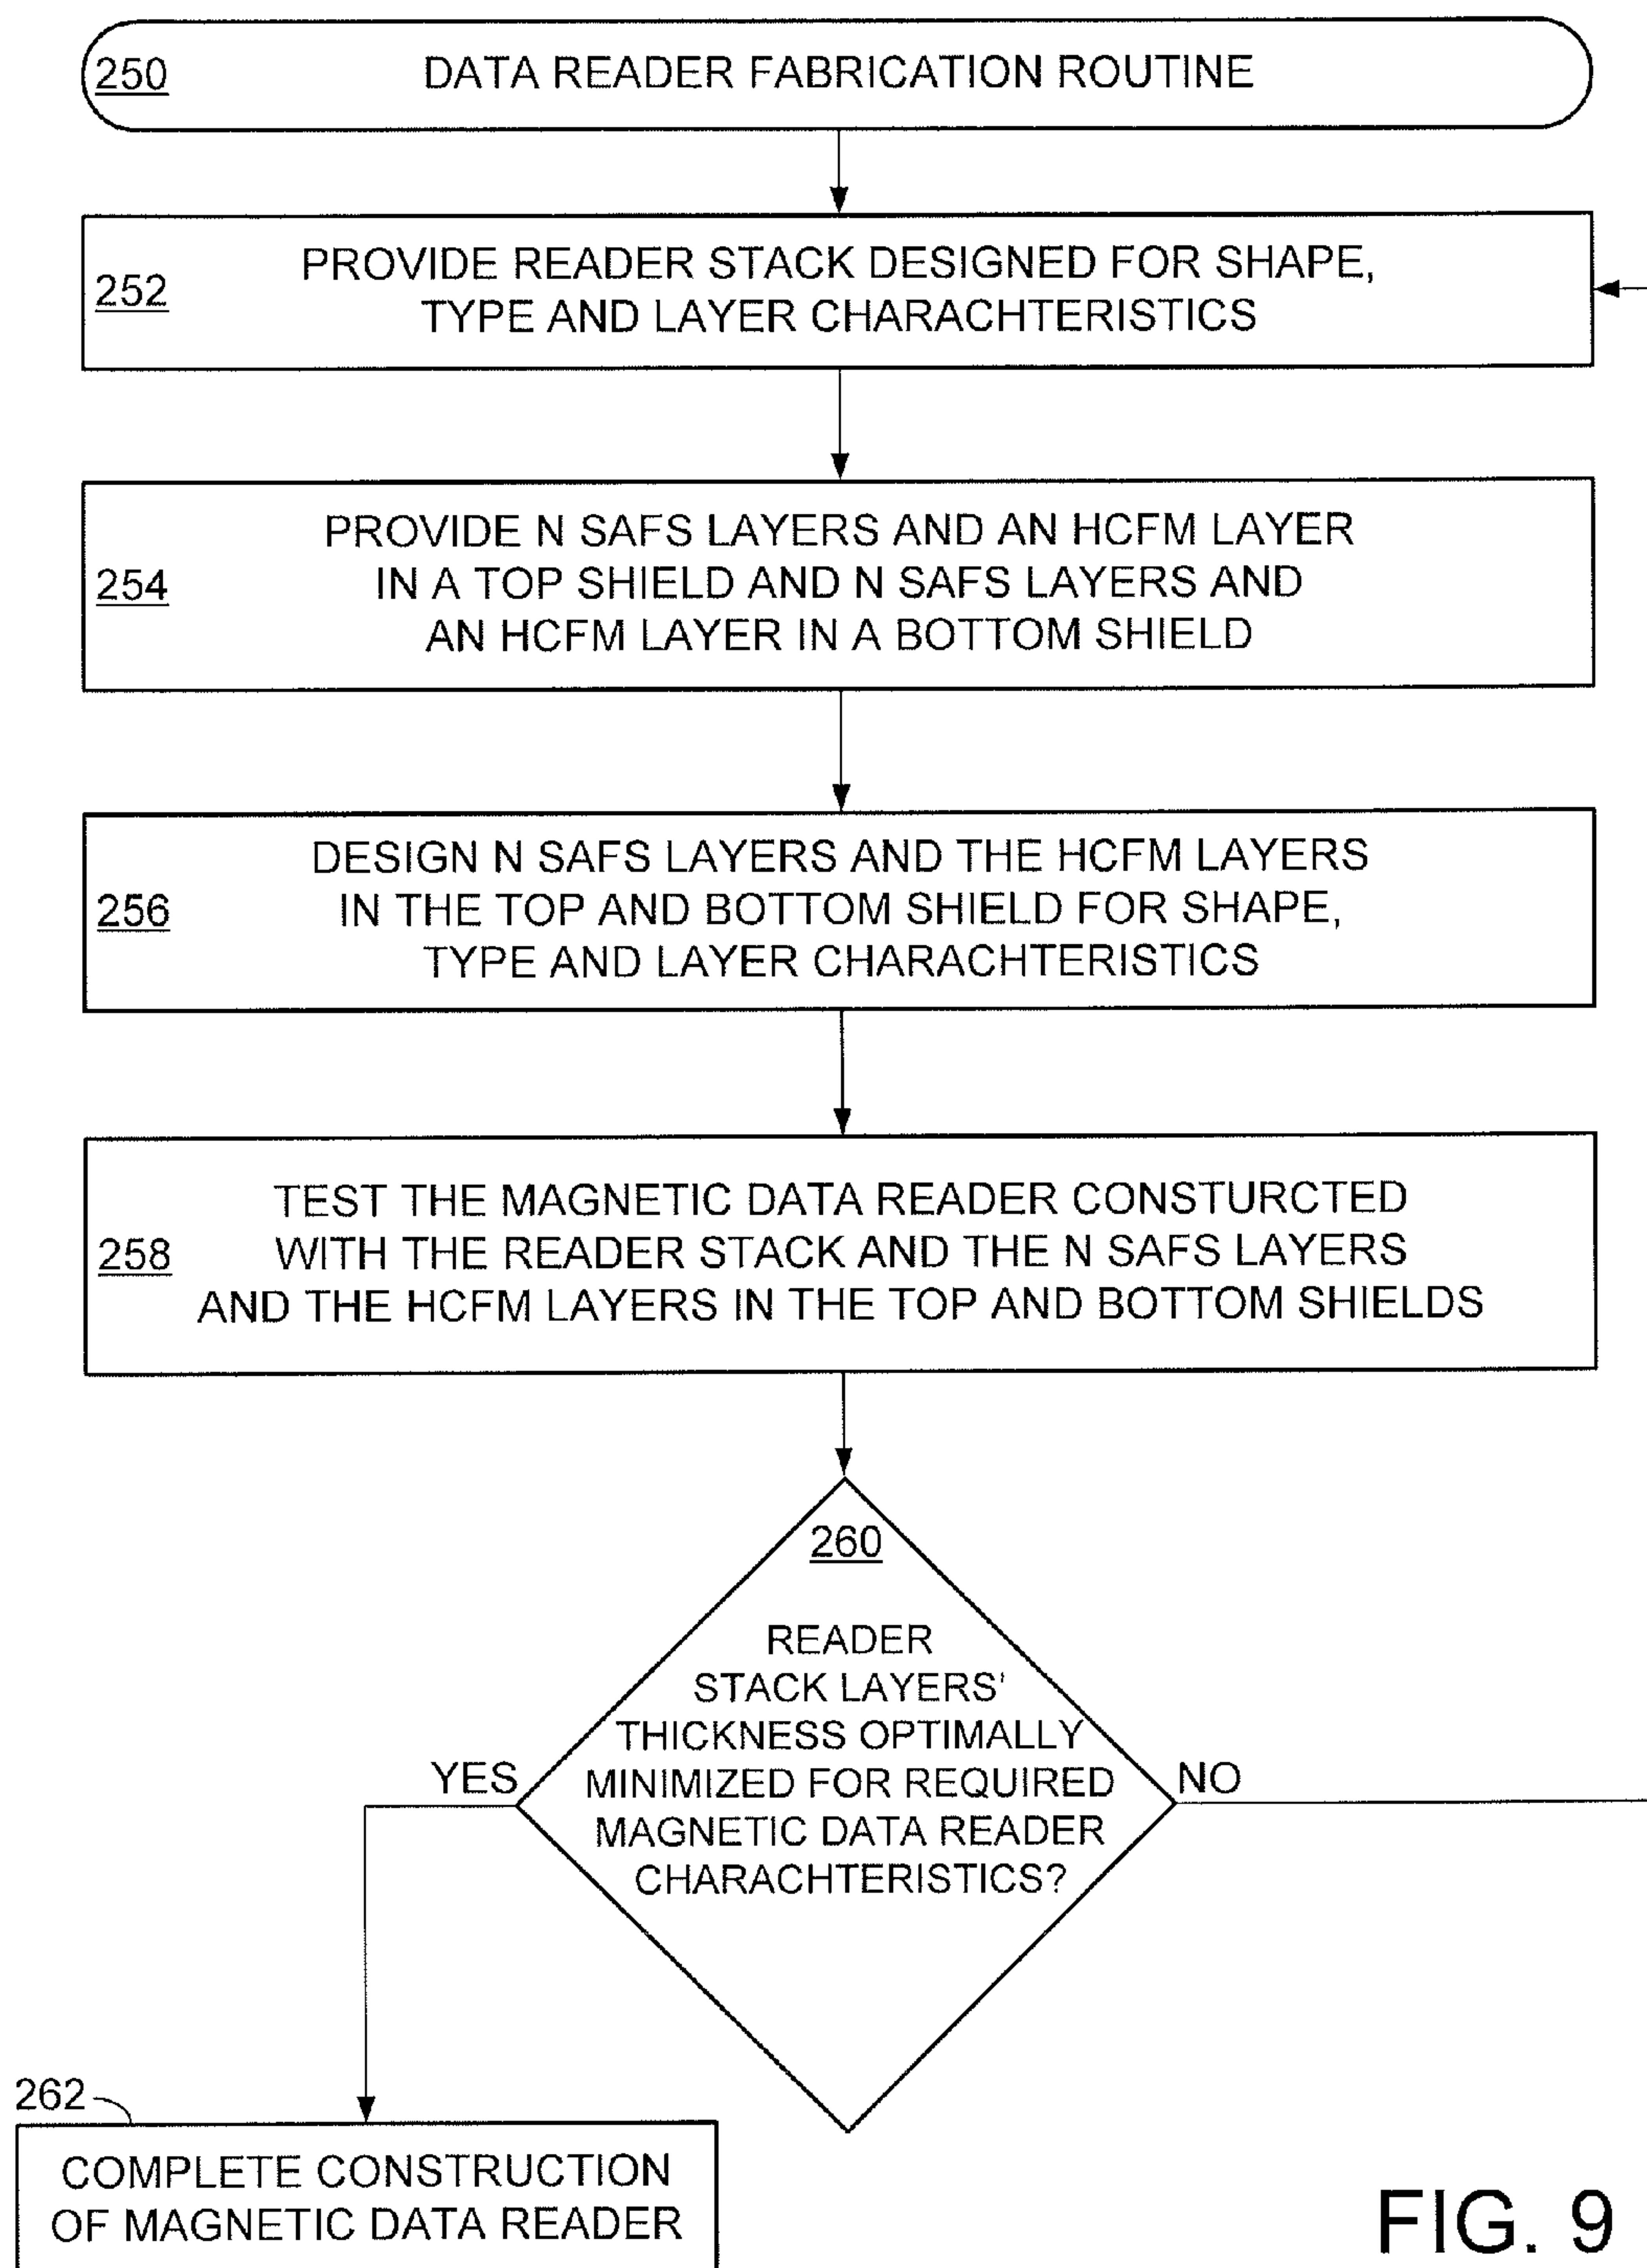 250 DATA READER FABRICATION ROUTINE
252
PROVIDE READER STACK DESIGNED FOR SHAPE,
TYPE AND LAYER CHARACHTERISTICS
254
PROVIDE N SAFS LAYERS AND AN HCFM LAYER
IN A TOP SHIELD AND N SAFS LAYERS AND
AN HCFM LAYER IN A BOTTOM SHIELD
256
DESIGN N SAFS LAYERS AND THE HCFM LAYERS
IN THE TOP AND BOTTOM SHIELD FOR SHAPE,
TYPE AND LAYER CHARACHTERISTICS
258
TEST THE MAGNETIC DATA READER CONSTURCTED
WITH THE READER STACK AND THE N SAFS LAYERS
AND THE HCFM LAYERS IN THE TOP AND BOTTOM SHIELDS
260
READER
STACK LAYERS'
THICKNESS OPTIMALLY
MINIMIZED FOR REQUIRED
MAGNETIC DATA READER
CHARACHTERISTICS?
YES
NO
262
COMPLETE CONSTRUCTION
OF MAGNETIC DATA READER
FIG. 9